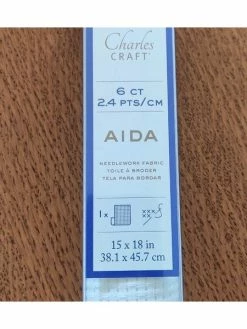 Charles
CRAFT®
6 CT
2.4 PTS/CM
AIDA
NEEDLEWORK FABRIC
TOILE À BRODER
TELA PARA BORDAR
1 x
15 x 18 in
38.1 x 45.7 cm